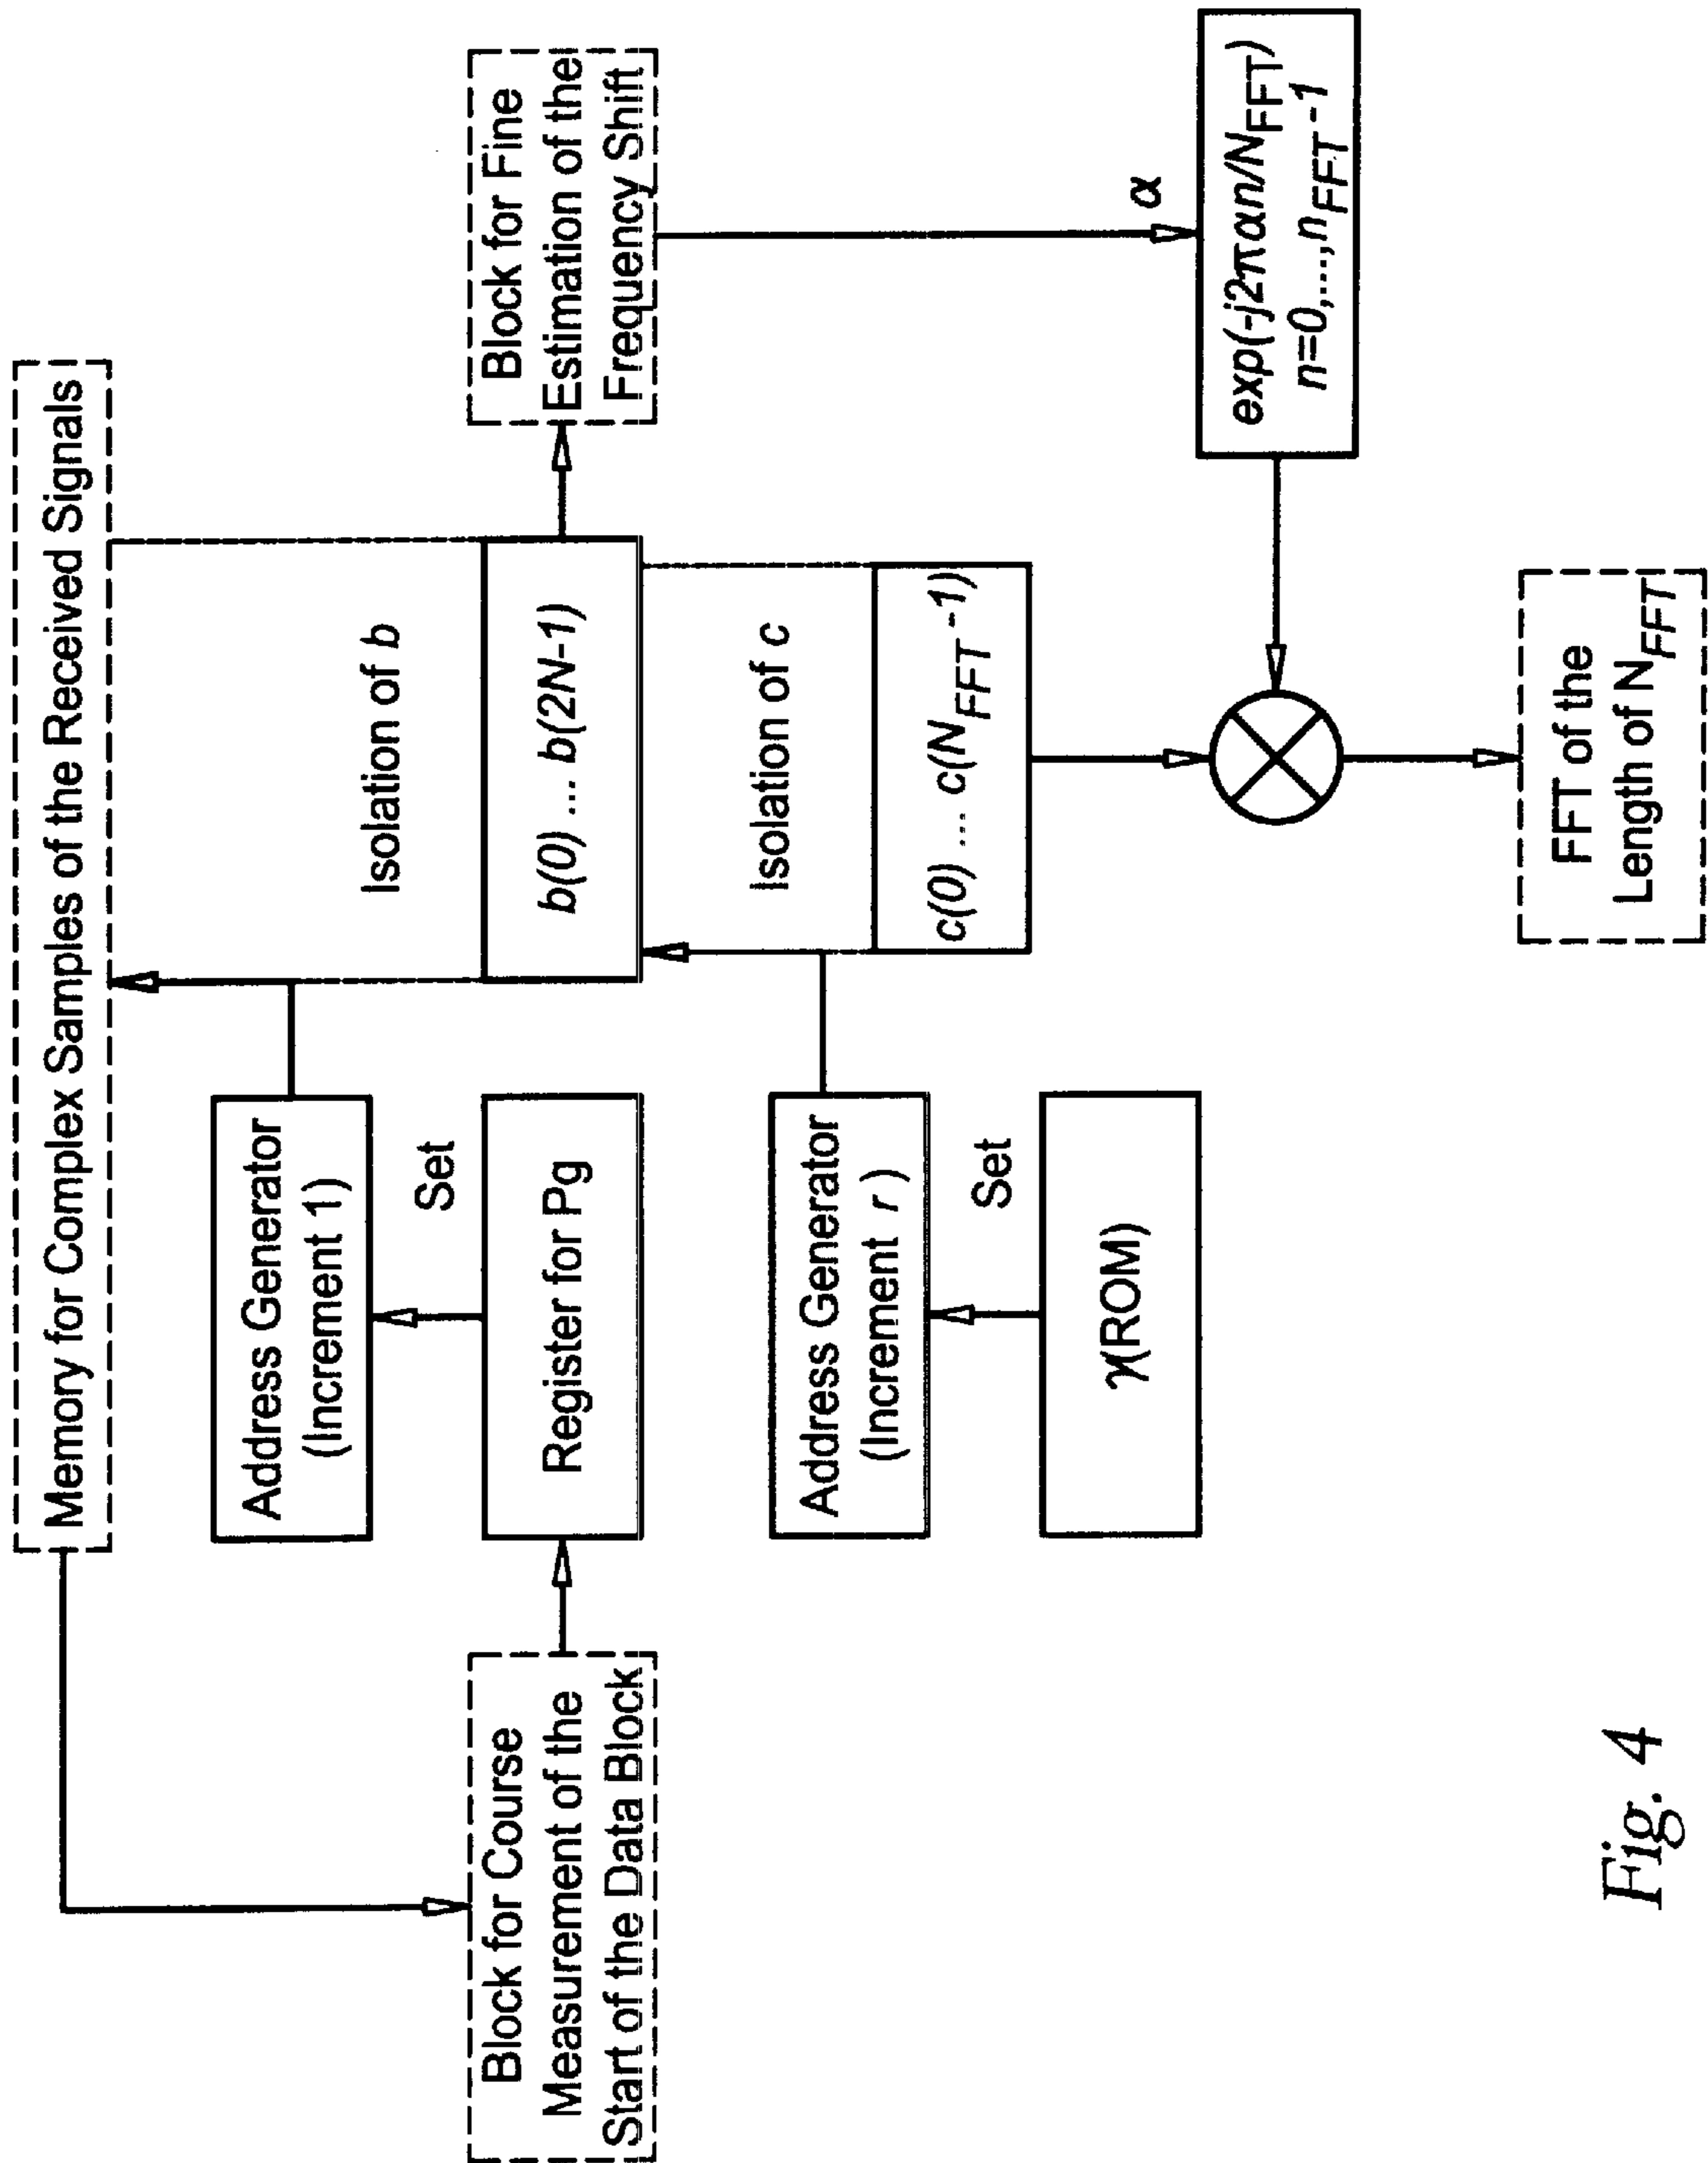 Memory for Complex Samples of the Received Signals
Address Generator
(Increment 1)
Set
Isolation of b
Block for Course
Measurement of the
Start of the Data Block
Register for Pg
b(0) ... b(2N-1)
Block for Fine
Estimation of the
Frequency Shift
Address Generator
(Increment r )
Set
Isolation of c
γ(ROM)
c(0) ... c(N_FFT-1)
α
exp(-j2παn/N_FFT)
n=0,...,n_FFT-1
FFT of the
Length of N_FFT
Fig. 4